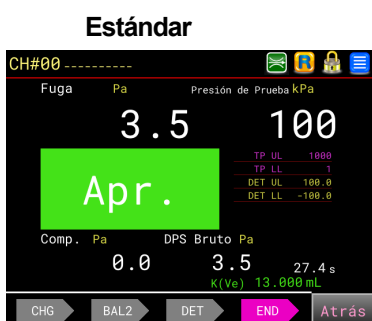 Estándar
CH#00----------
R
Fuga Pa Presión de Prueba kPa
3.5 100
TP UL 1000
TP LL 1
DET UL 100.0
DET LL -100.0
Apr.
Comp. Pa DPS Bruto Pa
0.0 3.5 27.4 s
K(Ve) 13.000 mL
CHG BAL2 DET END Atrás